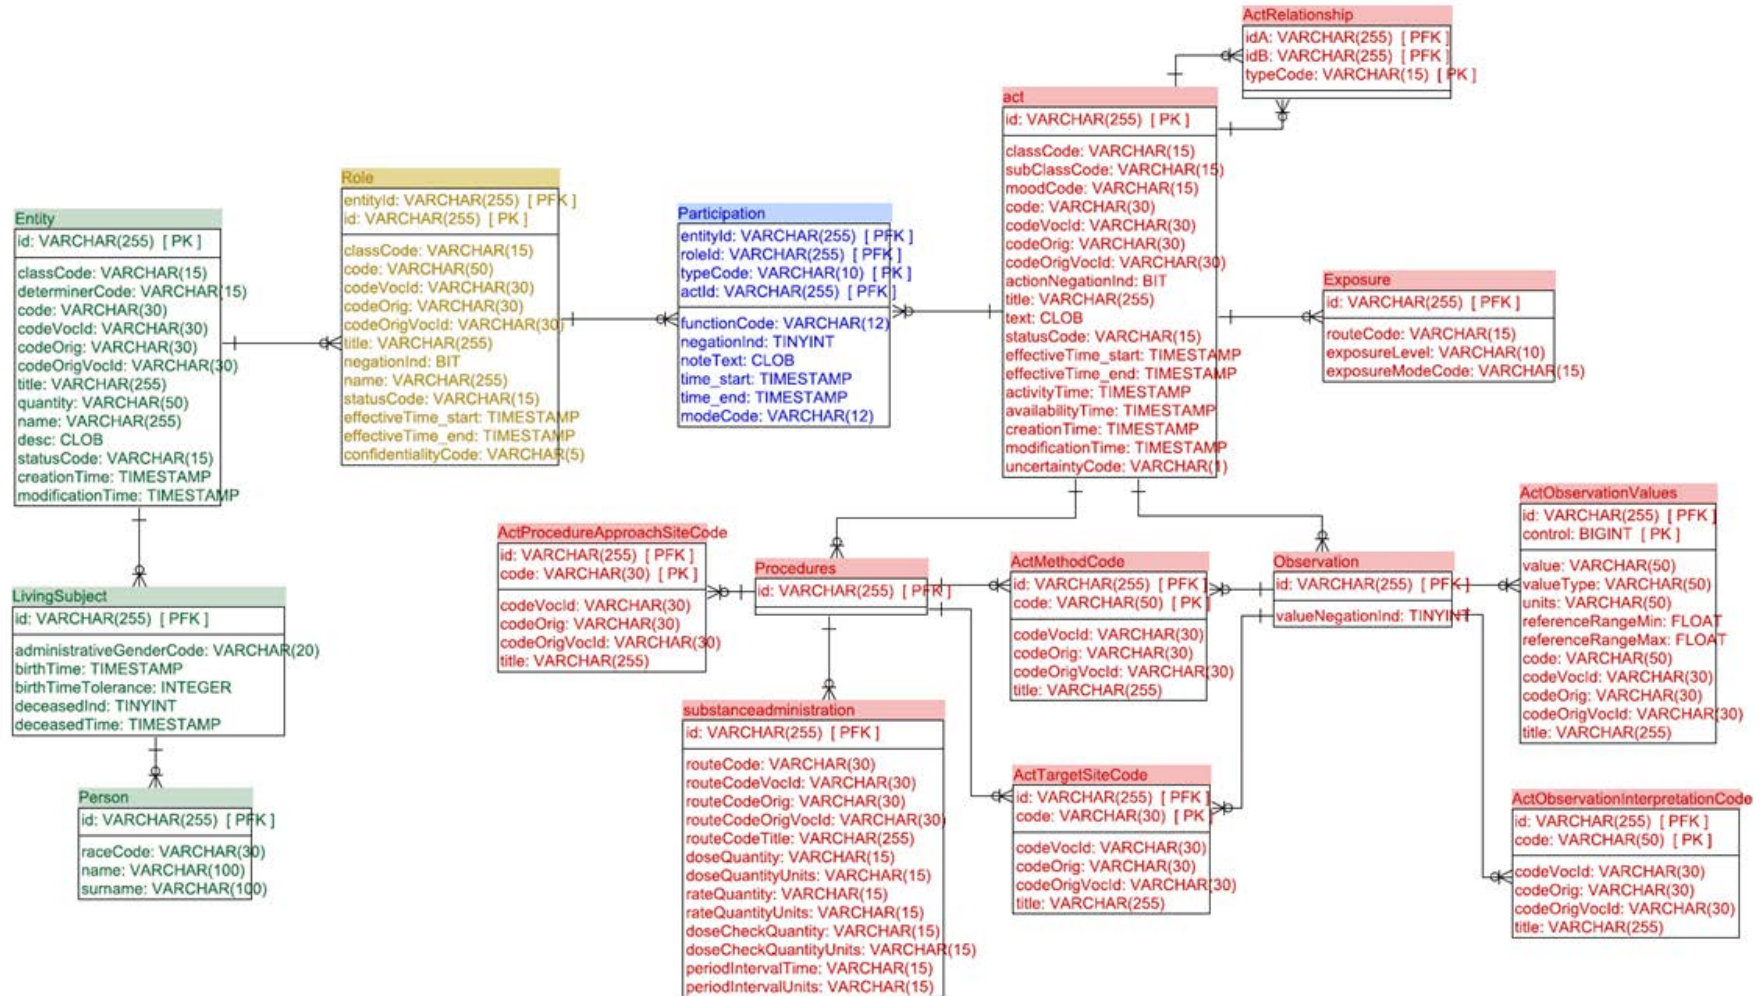 ActRelationship
idA: VARCHAR(255) [ PFK ]
idB: VARCHAR(255) [ PFK ]
typeCode: VARCHAR(15) [ PK ]
act
id: VARCHAR(255) [ PK ]
classCode: VARCHAR(15)
subClassCode: VARCHAR(15)
moodCode: VARCHAR(15)
code: VARCHAR(30)
codeVocId: VARCHAR(30)
codeOrig: VARCHAR(30)
codeOrigVocId: VARCHAR(30)
actionNegationInd: BIT
title: VARCHAR(255)
text: CLOB
statusCode: VARCHAR(15)
effectiveTime_start: TIMESTAMP
effectiveTime_end: TIMESTAMP
activityTime: TIMESTAMP
availabilityTime: TIMESTAMP
creationTime: TIMESTAMP
modificationTime: TIMESTAMP
uncertaintyCode: VARCHAR(1)
Role
entityId: VARCHAR(255) [ PFK ]
id: VARCHAR(255) [ PK ]
classCode: VARCHAR(15)
code: VARCHAR(50)
codeVocId: VARCHAR(30)
codeOrig: VARCHAR(30)
codeOrigVocId: VARCHAR(30)
title: VARCHAR(255)
negationInd: BIT
name: VARCHAR(255)
statusCode: VARCHAR(15)
effectiveTime_start: TIMESTAMP
effectiveTime_end: TIMESTAMP
confidentialityCode: VARCHAR(5)
Participation
entityId: VARCHAR(255) [ PFK ]
roleId: VARCHAR(255) [ PFK ]
typeCode: VARCHAR(10) [ PK ]
actId: VARCHAR(255) [ PFK ]
functionCode: VARCHAR(12)
negationInd: TINYINT
noteText: CLOB
time_start: TIMESTAMP
time_end: TIMESTAMP
modeCode: VARCHAR(12)
Entity
id: VARCHAR(255) [ PK ]
classCode: VARCHAR(15)
determinerCode: VARCHAR(15)
code: VARCHAR(30)
codeVocId: VARCHAR(30)
codeOrig: VARCHAR(30)
codeOrigVocId: VARCHAR(30)
title: VARCHAR(255)
quantity: VARCHAR(50)
name: VARCHAR(255)
desc: CLOB
statusCode: VARCHAR(15)
creationTime: TIMESTAMP
modificationTime: TIMESTAMP
Exposure
id: VARCHAR(255) [ PFK ]
routeCode: VARCHAR(15)
exposureLevel: VARCHAR(10)
exposureModeCode: VARCHAR(15)
ActObservationValues
id: VARCHAR(255) [ PFK ]
control: BIGINT [ PK ]
value: VARCHAR(50)
valueType: VARCHAR(50)
units: VARCHAR(50)
referenceRangeMin: FLOAT
referenceRangeMax: FLOAT
code: VARCHAR(50)
codeVocId: VARCHAR(30)
codeOrig: VARCHAR(30)
codeOrigVocId: VARCHAR(30)
title: VARCHAR(255)
ActProcedureApproachSiteCode
id: VARCHAR(255) [ PFK ]
code: VARCHAR(30) [ PK ]
codeVocId: VARCHAR(30)
codeOrig: VARCHAR(30)
codeOrigVocId: VARCHAR(30)
title: VARCHAR(255)
Procedures
id: VARCHAR(255) [ PFK ]
ActMethodCode
id: VARCHAR(255) [ PFK ]
code: VARCHAR(50) [ PK ]
codeVocId: VARCHAR(30)
codeOrig: VARCHAR(30)
codeOrigVocId: VARCHAR(30)
title: VARCHAR(255)
Observation
id: VARCHAR(255) [ PFK ]
valueNegationInd: TINYINT
LivingSubject
id: VARCHAR(255) [ PFK ]
administrativeGenderCode: VARCHAR(20)
birthTime: TIMESTAMP
birthTimeTolerance: INTEGER
deceasedInd: TINYINT
deceasedTime: TIMESTAMP
substanceadministration
id: VARCHAR(255) [ PFK ]
routeCode: VARCHAR(30)
routeCodeVocId: VARCHAR(30)
routeCodeOrig: VARCHAR(30)
routeCodeOrigVocId: VARCHAR(30)
routeCodeTitle: VARCHAR(255)
doseQuantity: VARCHAR(15)
doseQuantityUnits: VARCHAR(15)
rateQuantity: VARCHAR(15)
rateQuantityUnits: VARCHAR(15)
doseCheckQuantity: VARCHAR(15)
doseCheckQuantityUnits: VARCHAR(15)
periodIntervalTime: VARCHAR(15)
periodIntervalUnits: VARCHAR(15)
ActTargetSiteCode
id: VARCHAR(255) [ PFK ]
code: VARCHAR(30) [ PK ]
codeVocId: VARCHAR(30)
codeOrig: VARCHAR(30)
codeOrigVocId: VARCHAR(30)
title: VARCHAR(255)
Person
id: VARCHAR(255) [ PFK ]
raceCode: VARCHAR(30)
name: VARCHAR(100)
surname: VARCHAR(100)
ActObservationInterpretationCode
id: VARCHAR(255) [ PFK ]
code: VARCHAR(50) [ PK ]
codeVocId: VARCHAR(30)
codeOrig: VARCHAR(30)
codeOrigVocId: VARCHAR(30)
title: VARCHAR(255)